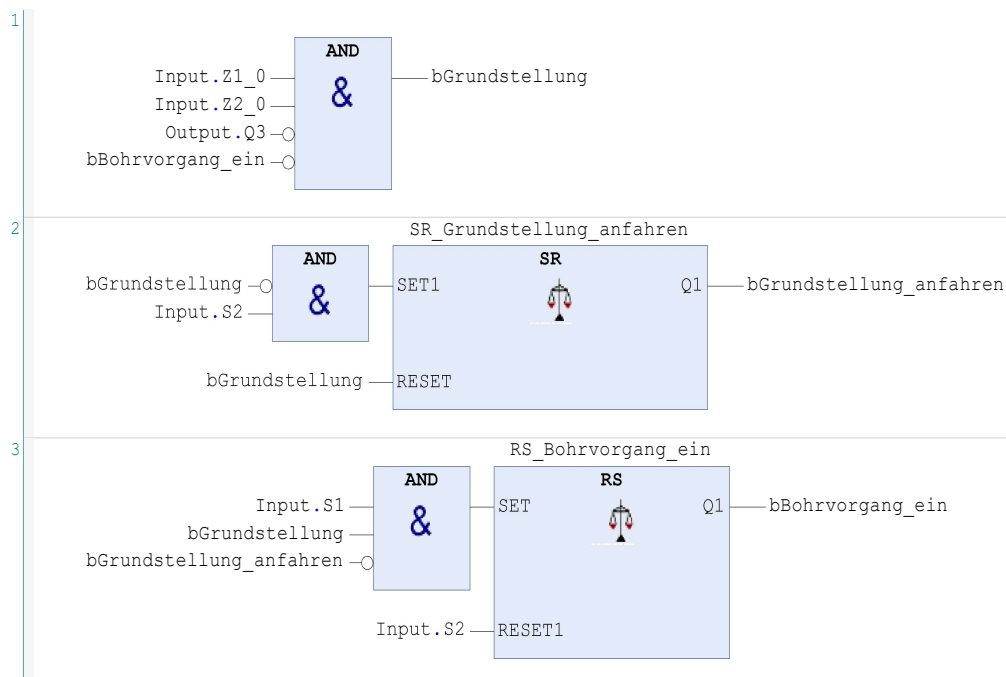 1
AND
Input.Z1_0 & bGrundstellung
Input.Z2_0
Output.Q3
bBohrvorgang_ein
2
SR_Grundstellung_anfahren
AND SR
bGrundstellung & SET1 Q1 bGrundstellung_anfahren
Input.S2
bGrundstellung RESET
3
RS_Bohrvorgang_ein
AND RS
Input.S1 & SET Q1 bBohrvorgang_ein
bGrundstellung
bGrundstellung_anfahren
Input.S2 RESET1